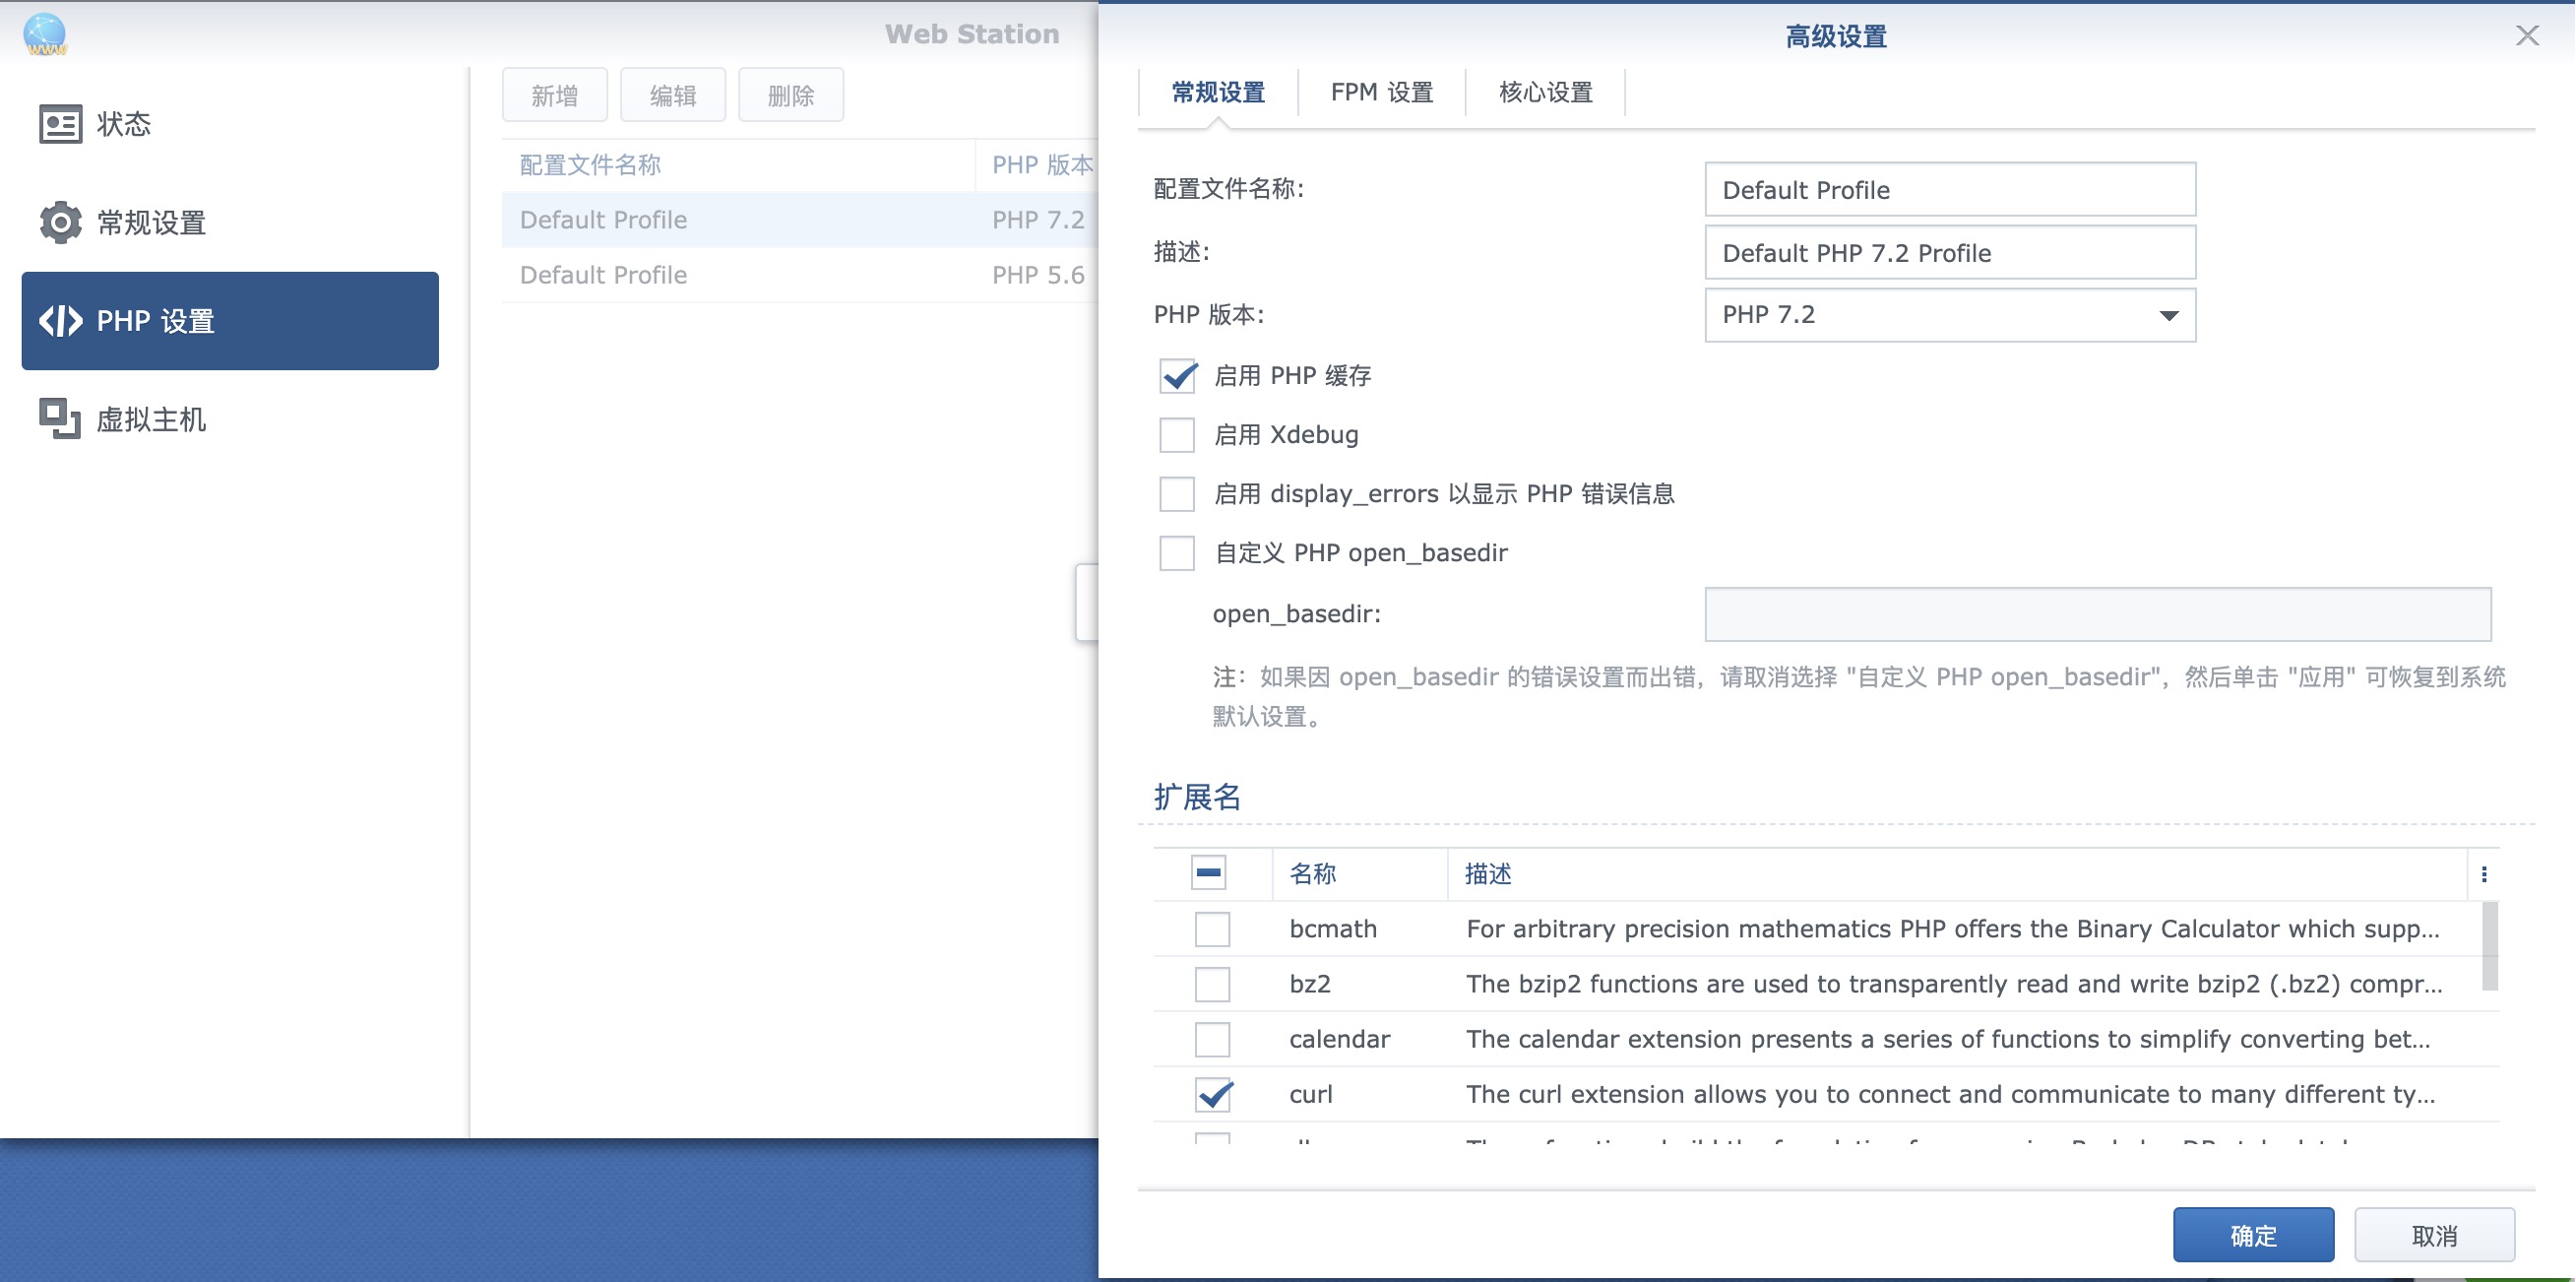 Web Station
状态
常规设置
PHP 设置
虚拟主机
新增 编辑 删除
配置文件名称 PHP 版本
Default Profile PHP 7.2
Default Profile PHP 5.6
高级设置
常规设置 FPM 设置 核心设置
配置文件名称: Default Profile
描述: Default PHP 7.2 Profile
PHP 版本: PHP 7.2
启用 PHP 缓存
启用 Xdebug
启用 display_errors 以显示 PHP 错误信息
自定义 PHP open_basedir
open_basedir:
注：如果因 open_basedir 的错误设置而出错，请取消选择 "自定义 PHP open_basedir"，然后单击 "应用" 可恢复到系统
默认设置。
扩展名
名称 描述
bcmath For arbitrary precision mathematics PHP offers the Binary Calculator which supp...
bz2 The bzip2 functions are used to transparently read and write bzip2 (.bz2) compr...
calendar The calendar extension presents a series of functions to simplify converting bet...
curl The curl extension allows you to connect and communicate to many different ty...
确定 取消